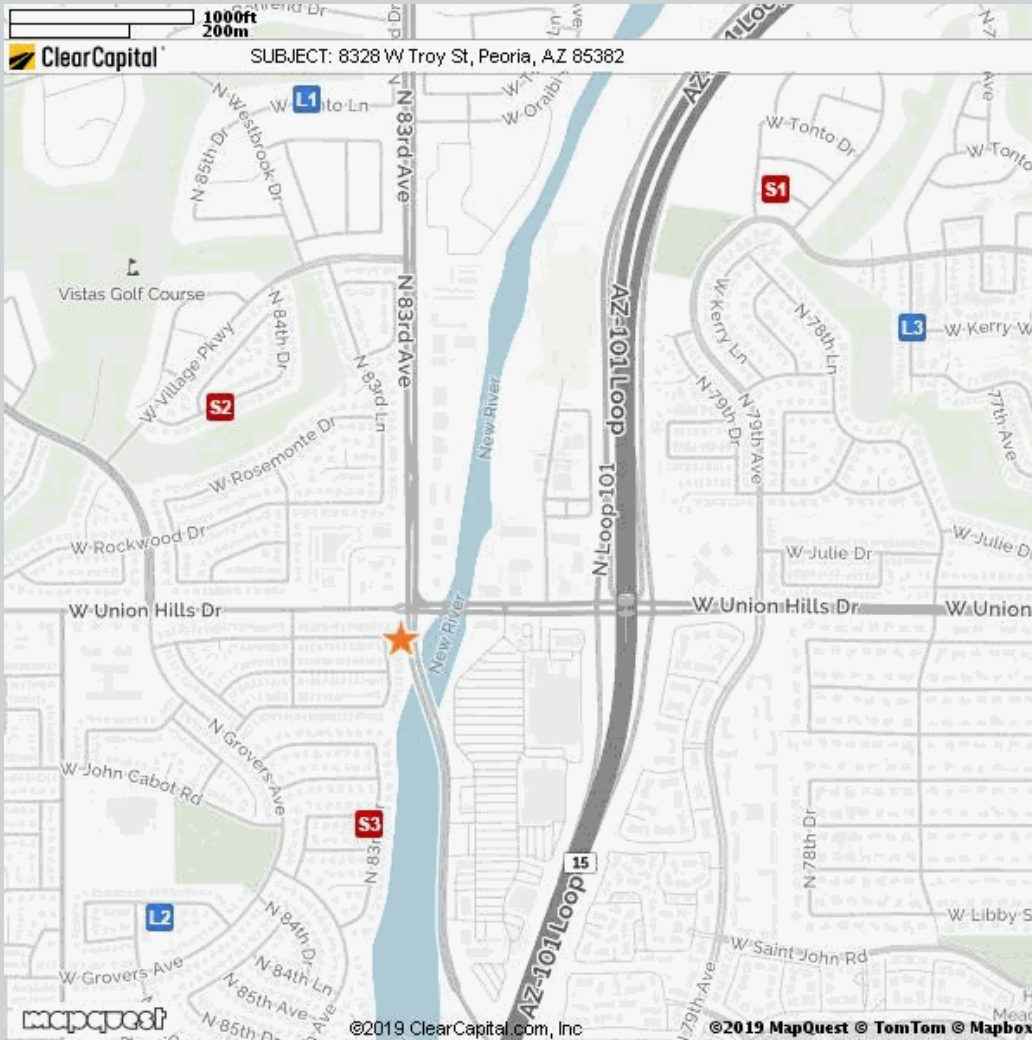 1000ft
200m
ClearCapital
SUBJECT: 8328 W Troy St, Peoria, AZ 85382
AZ-101 Loop
L1
N 83rd Ave
W Tonto Dr
W Tonto
N Westbrook Dr
N 85th Dr
S1
Vistas Golf Course
N 83rd Ave
AZ-101 Loop
W Kerry Ln
N 78th Ln
L3
W Kerry W
N 84th Dr
W Village Pkwy
N 83rd Ln
S2
New River
N 79th Dr
N 79th Ave
77th Ave
W Rosemonte Dr
N Loop 101
W Rockwood Dr
W Julie Dr
W Julie D
W Union Hills Dr
W Union Hills Dr
W Union
New River
N Grovers Ave
W John Cabot Rd
S3
N 83r
N 78th Dr
15
AZ-101 Loop
L2
N 84th Dr
W Libby S
W Grovers Ave
N 84th Ln
W Saint John Rd
N 85th Ave
N 85th Dr
Ave
N 79th Ave
Mead
mapquest
©2019 ClearCapital.com, Inc
©2019 MapQuest © TomTom © Mapbox